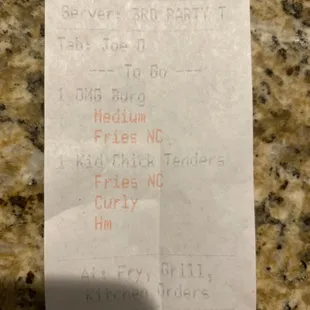 Server: 3RD PARTY T
Tab: Joe O
--- To Go ---
1 OMG Burg
Medium
Fries NC
1 Kid Chick Tenders
Fries NC
Curly
Hm
Alt Fry, Grill,
Kitchen Orders